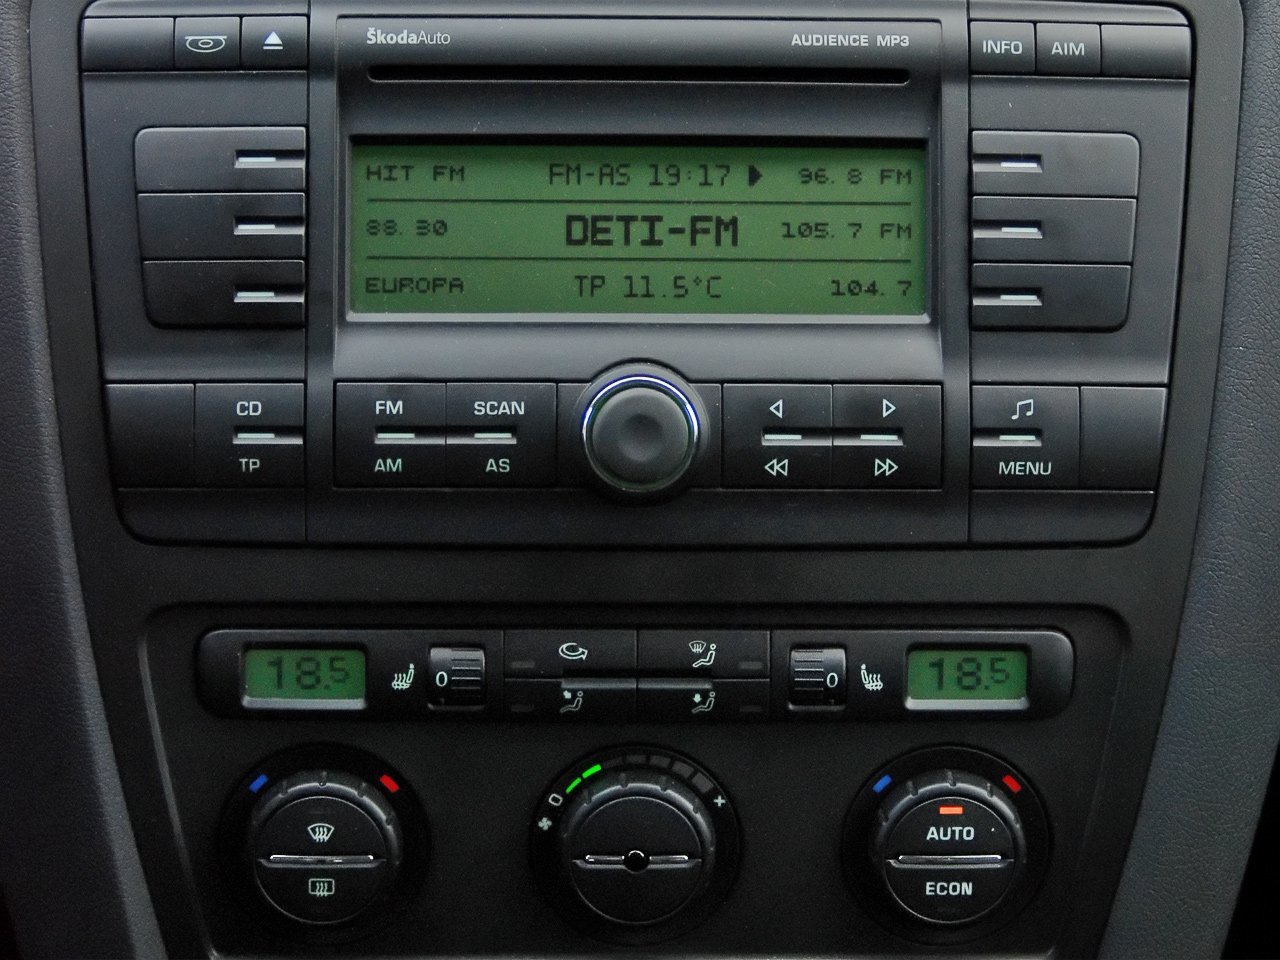 ŠkodaAuto AUDIENCE MP3 INFO AIM
HIT FM FM-AS 19:17 96.8 FM
88.30 DETI-FM 105.7 FM
EUROPA TP 11.5°C 104.7
CD FM SCAN
TP AM AS MENU
18.5 0 0 18.5
0 +
AUTO
ECON